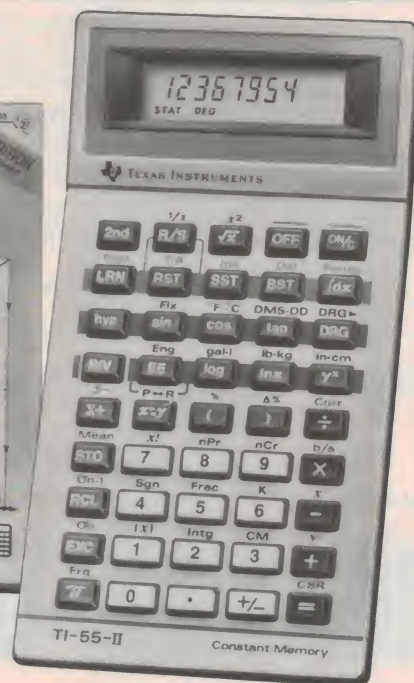 12367954
STAT DEG
TEXAS INSTRUMENTS
1/x x²
2nd R/S √x OFF ON/C
LRN RST SST BST ∫dx
Fix F-C DMS-DD DRG►
hyp sin cos tan DRG
Eng gal-l lb-kg in-cm
INV EE log lnx yˣ
P↔R % Δ% Corr
Σ+ x↔y ( ) ÷
Mean x! nPr nCr b/a
STO 7 8 9 ×
σn-1 Sgn Frac K
RCL 4 5 6 −
σn |x| Intg CM
1 2 3 +
Frq CSR
0 . +/− =
TI-55-II Constant Memory